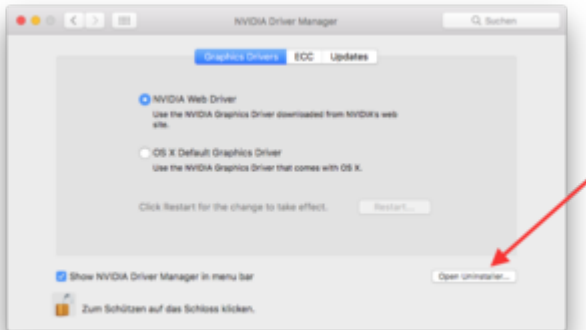 NVIDIA Driver Manager
Suchen
Graphics Drivers ECC Updates
NVIDIA Web Driver
Use the NVIDIA Graphics Driver downloaded from NVIDIA's web
site.
OS X Default Graphics Driver
Use the NVIDIA Graphics Driver that comes with OS X.
Click Restart for the change to take effect. Restart...
Show NVIDIA Driver Manager in menu bar
Open Uninstaller...
Zum Schützen auf das Schloss klicken.